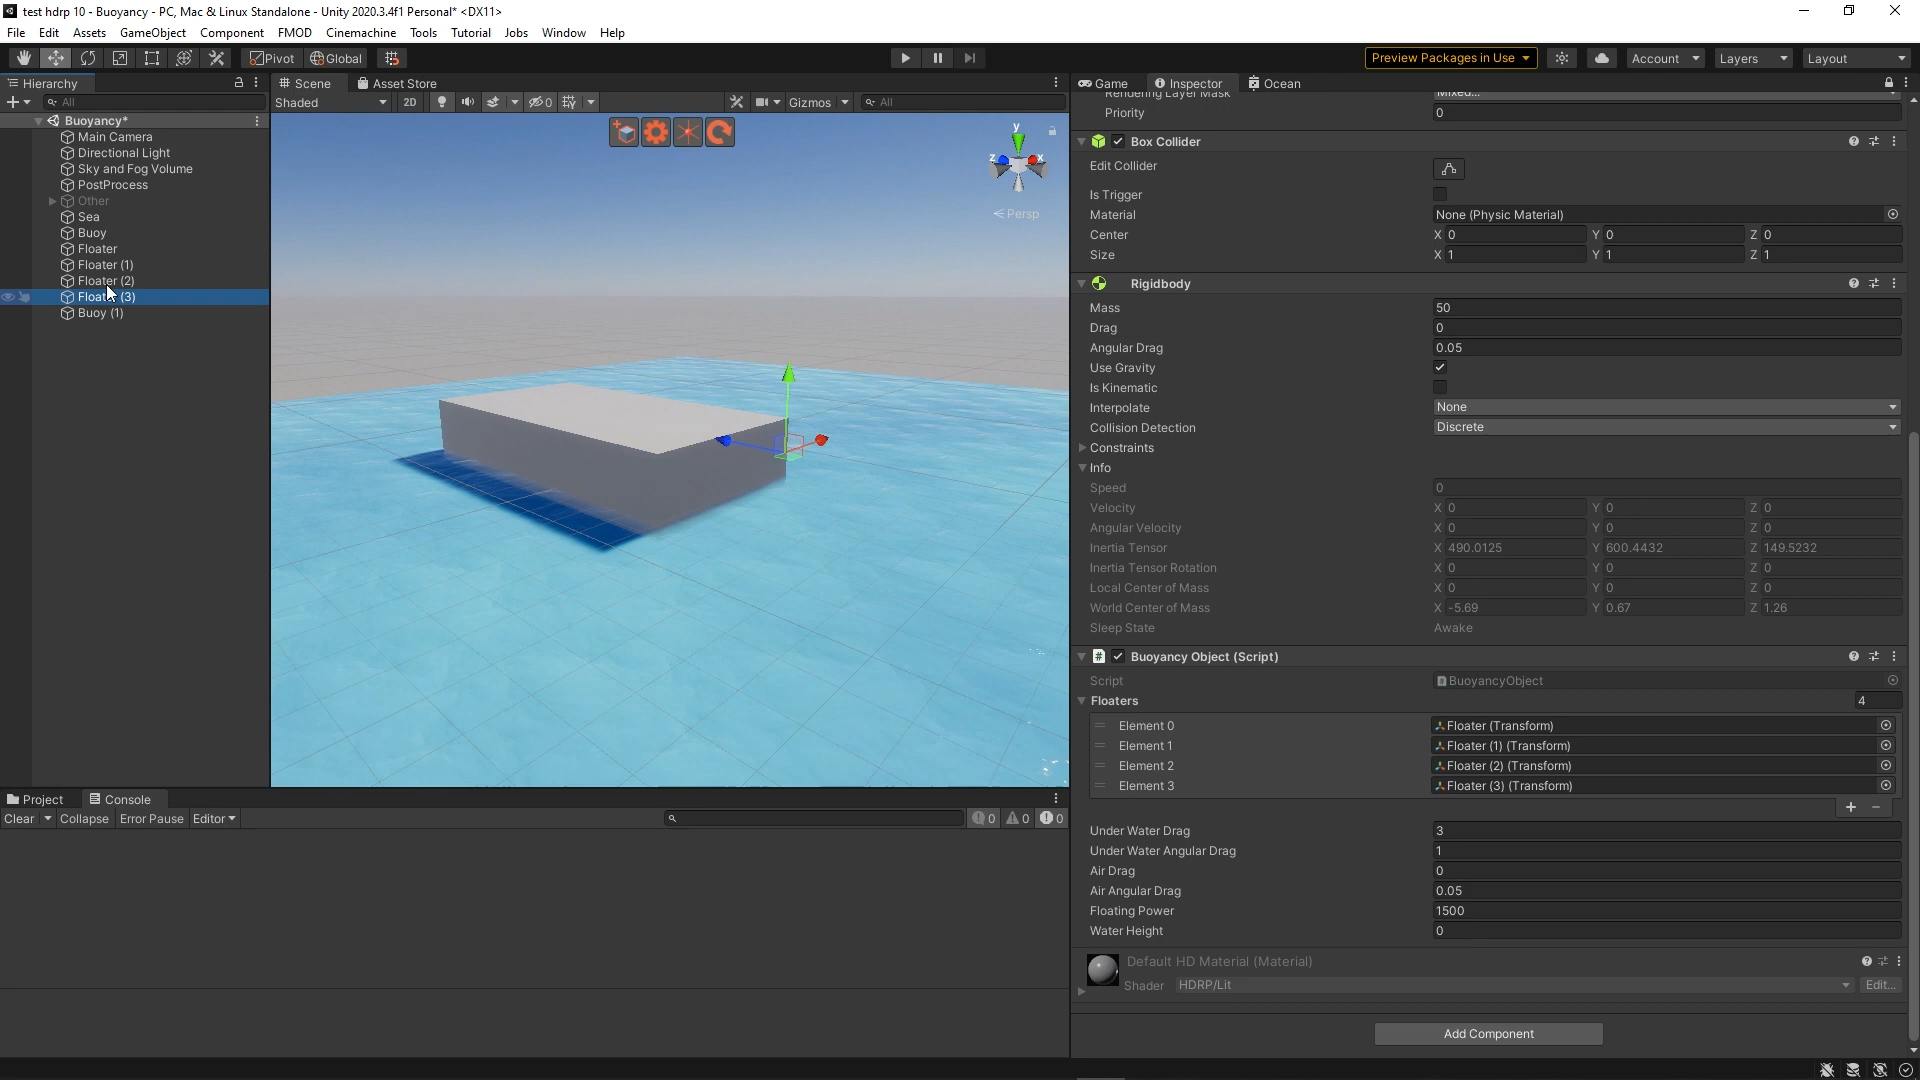 test hdrp 10 - Buoyancy - PC, Mac & Linux Standalone - Unity 2020.3.4f1 Personal* <DX11>
File Edit Assets GameObject Component FMOD Cinemachine Tools Tutorial Jobs Window Help
Pivot Global
Preview Packages in Use
Account Layers Layout
Hierarchy
All
Buoyancy*
Main Camera
Directional Light
Sky and Fog Volume
PostProcess
Other
Sea
Buoy
Floater
Floater (1)
Floater (2)
Floater (3)
Buoy (1)
Scene Asset Store
Shaded 2D 0 Gizmos All
y
z x
Persp
Game Inspector Ocean
Rendering Layer Mask Mixed...
Priority 0
Box Collider
Edit Collider
Is Trigger
Material None (Physic Material)
Center X 0 Y 0 Z 0
Size X 1 Y 1 Z 1
Rigidbody
Mass 50
Drag 0
Angular Drag 0.05
Use Gravity
Is Kinematic
Interpolate None
Collision Detection Discrete
Constraints
Info
Speed 0
Velocity X 0 Y 0 Z 0
Angular Velocity X 0 Y 0 Z 0
Inertia Tensor X 490.0125 Y 600.4432 Z 149.5232
Inertia Tensor Rotation X 0 Y 0 Z 0
Local Center of Mass X 0 Y 0 Z 0
World Center of Mass X -5.69 Y 0.67 Z 1.26
Sleep State Awake
# Buoyancy Object (Script)
Script BuoyancyObject
Floaters 4
Element 0 Floater (Transform)
Element 1 Floater (1) (Transform)
Element 2 Floater (2) (Transform)
Element 3 Floater (3) (Transform)
Under Water Drag 3
Under Water Angular Drag 1
Air Drag 0
Air Angular Drag 0.05
Floating Power 1500
Water Height 0
Default HD Material (Material)
Shader HDRP/Lit Edit...
Add Component
Project Console
Clear Collapse Error Pause Editor 0 0 0